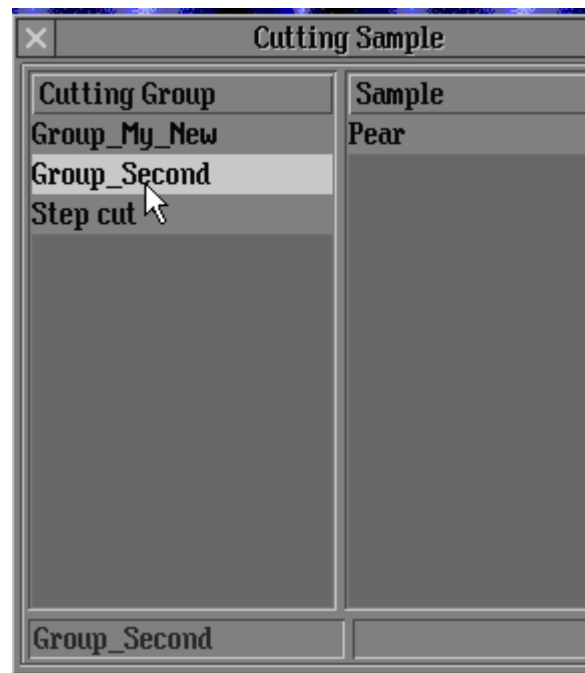 Cutting Sample
Cutting Group
Group_My_New
Group_Second
Step cut
Sample
Pear
Group_Second